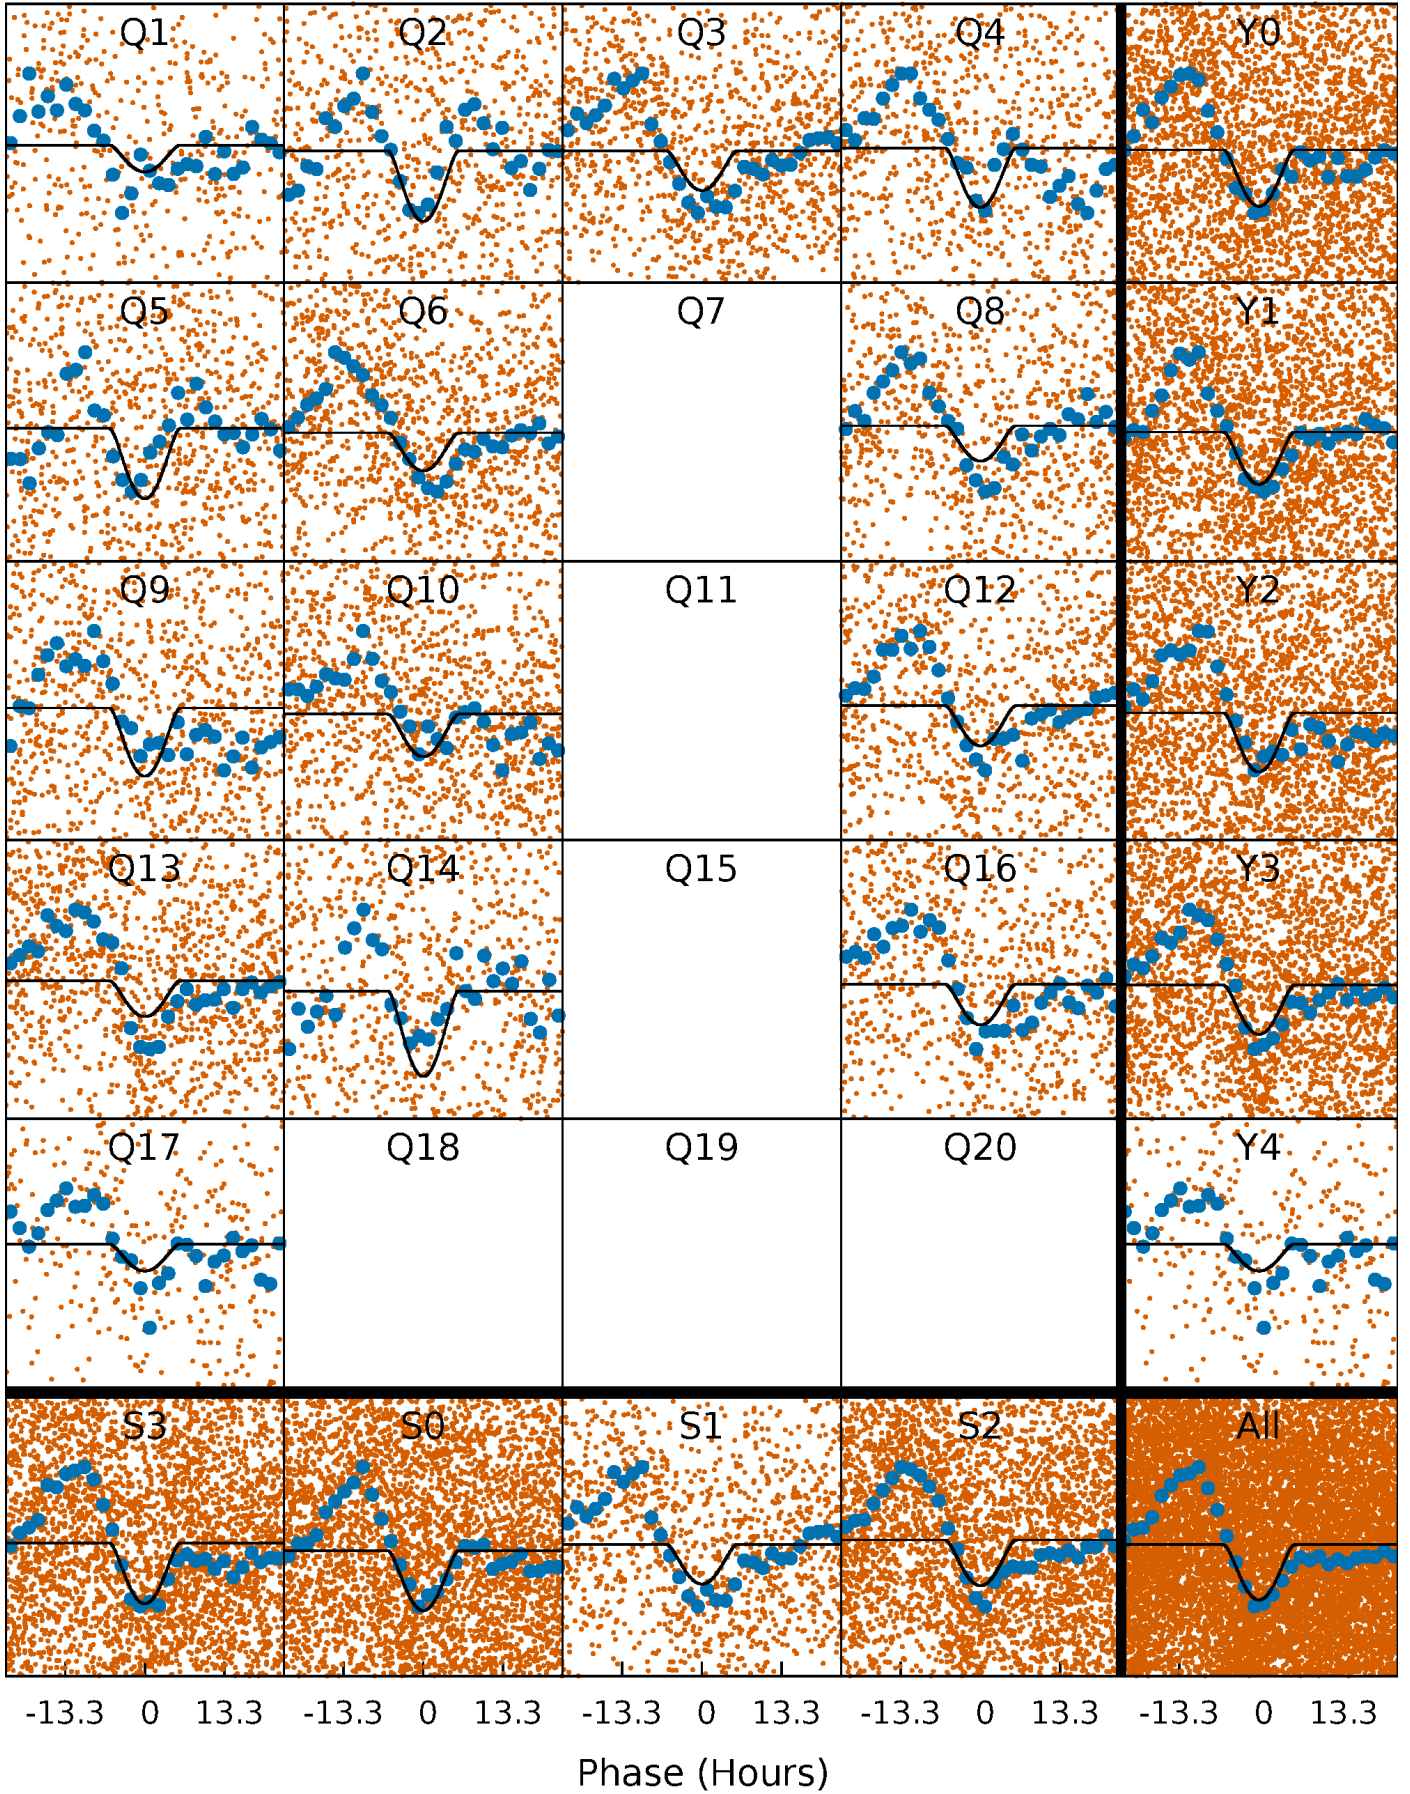 Q1 Q2 Q3 Q4 Y0
Q5 Q6 Q7 Q8 Y1
Q9 Q10 Q11 Q12 Y2
Q13 Q14 Q15 Q16 Y3
Q17 Q18 Q19 Q20 Y4
S3 S0 S1 S2 All
-13.3 0 13.3 -13.3 0 13.3 -13.3 0 13.3 -13.3 0 13.3 -13.3 0 13.3
Phase (Hours)